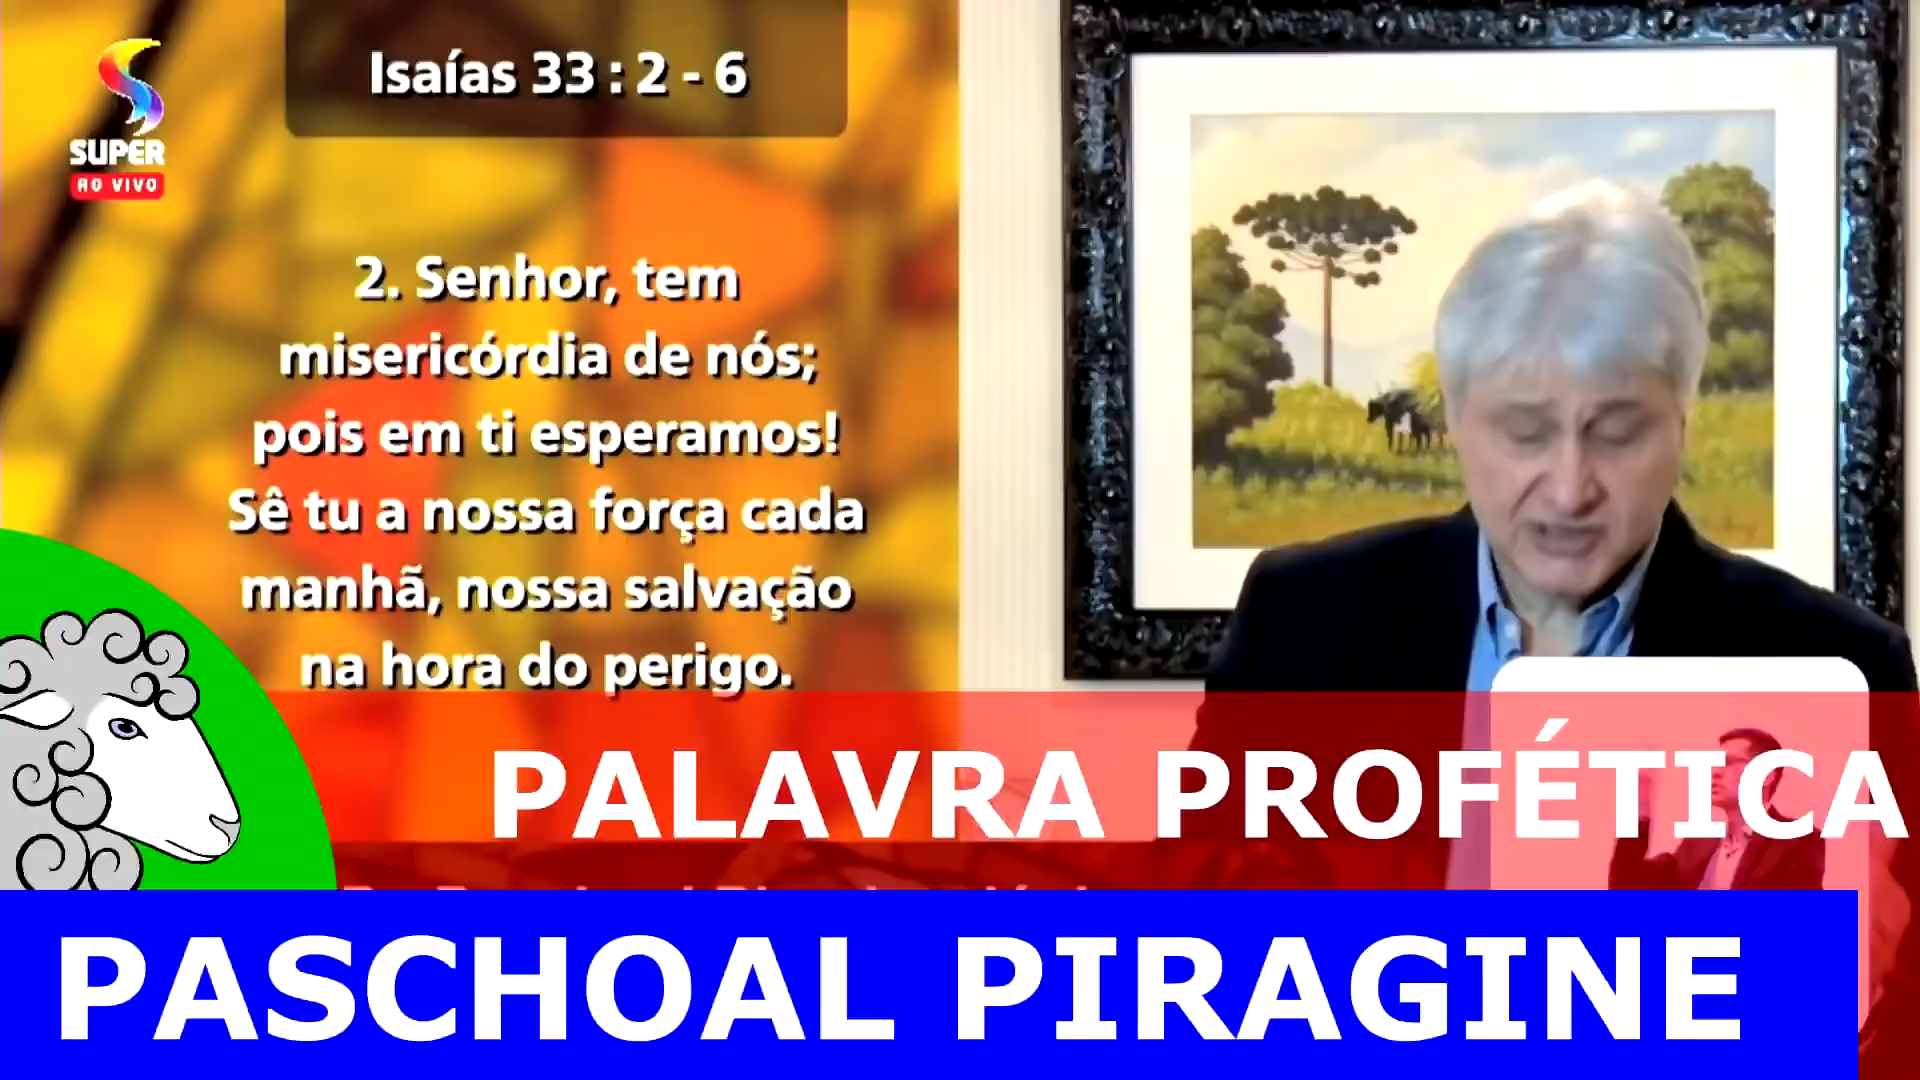 Isaías 33 : 2 - 6
SUPER
AO VIVO
2. Senhor, tem
misericórdia de nós;
pois em ti esperamos!
Sê tu a nossa força cada
manhã, nossa salvação
na hora do perigo.
PALAVRA PROFÉTICA
PASCHOAL PIRAGINE